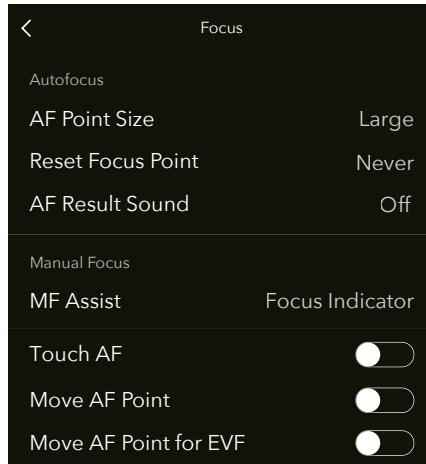 Focus
Autofocus
AF Point Size Large
Reset Focus Point Never
AF Result Sound Off
Manual Focus
MF Assist Focus Indicator
Touch AF
Move AF Point
Move AF Point for EVF